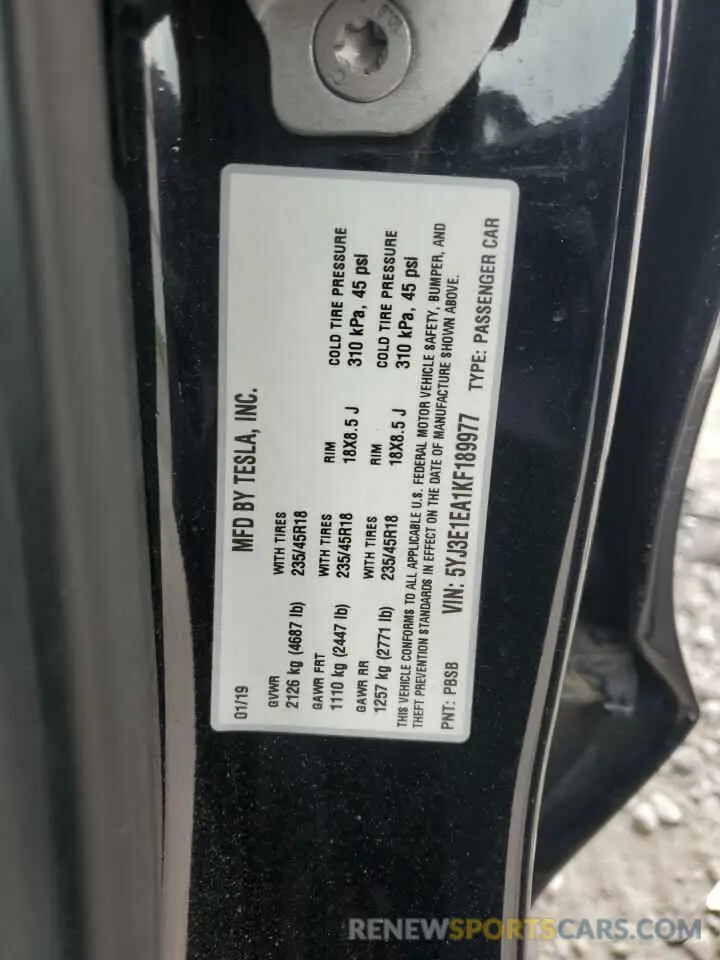 01/19 MFD BY TESLA, INC.
GVWR WITH TIRES RIM COLD TIRE PRESSURE
2126 kg (4687 lb) 235/45R18 18X8.5 J 310 kPa, 45 psi
GAWR FRT WITH TIRES RIM COLD TIRE PRESSURE
1110 kg (2447 lb) 235/45R18 18X8.5 J 310 kPa, 45 psi
GAWR RR WITH TIRES
1257 kg (2771 lb) 235/45R18
THIS VEHICLE CONFORMS TO ALL APPLICABLE U.S. FEDERAL MOTOR VEHICLE SAFETY, BUMPER, AND
THEFT PREVENTION STANDARDS IN EFFECT ON THE DATE OF MANUFACTURE SHOWN ABOVE.
PNT: PBSB VIN: 5YJ3E1EA1KF189977 TYPE: PASSENGER CAR
RENEWSPORTSCARS.COM